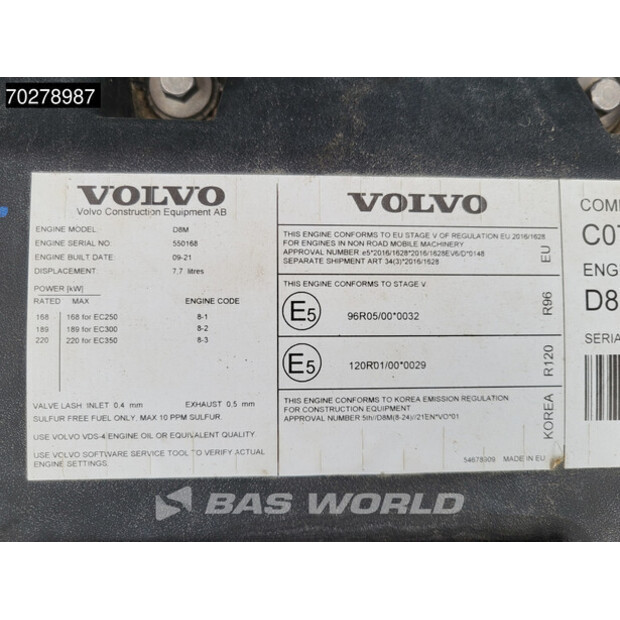 70278987
VOLVO
Volvo Construction Equipment AB
ENGINE MODEL D8M
ENGINE SERIAL NO. 550168
ENGINE BUILT DATE: 09-21
DISPLACEMENT 7.7 litres
POWER [kW]
RATED MAX ENGINE CODE
168 168 for EC250 8-1
189 189 for EC300 8-2
220 220 for EC350 8-3
VALVE LASH INLET 0.4 mm EXHAUST 0.5 mm
SULFUR FREE FUEL ONLY, MAX 10 PPM SULFUR.
USE VOLVO VDS-4 ENGINE OIL OR EQUIVALENT QUALITY
USE VOLVO SOFTWARE SERVICE TOOL TO VERIFY ACTUAL
ENGINE SETTINGS.
VOLVO
THIS ENGINE CONFORMS TO EU STAGE V OF REGULATION EU 2016/1628
FOR ENGINES IN NON ROAD MOBILE MACHINERY
APPROVAL NUMBER : e5*2016/1628*2016/1628EV6/D*0148
SEPARATE SHIPMENT ART 34(3)*2016/1628
EU
THIS ENGINE CONFORMS TO STAGE V.
E5 96R05/00*0032
R96
E5 120R01/00*0029
R120
THIS ENGINE CONFORMS TO KOREA EMISSION REGULATION
FOR CONSTRUCTION EQUIPMENT
APPROVAL NUMBER 5th//D8M(8-24)//21EN*VO*01
KOREA
54678909 MADE IN EU
COM
C0
ENG
D8
SERIA
BAS WORLD